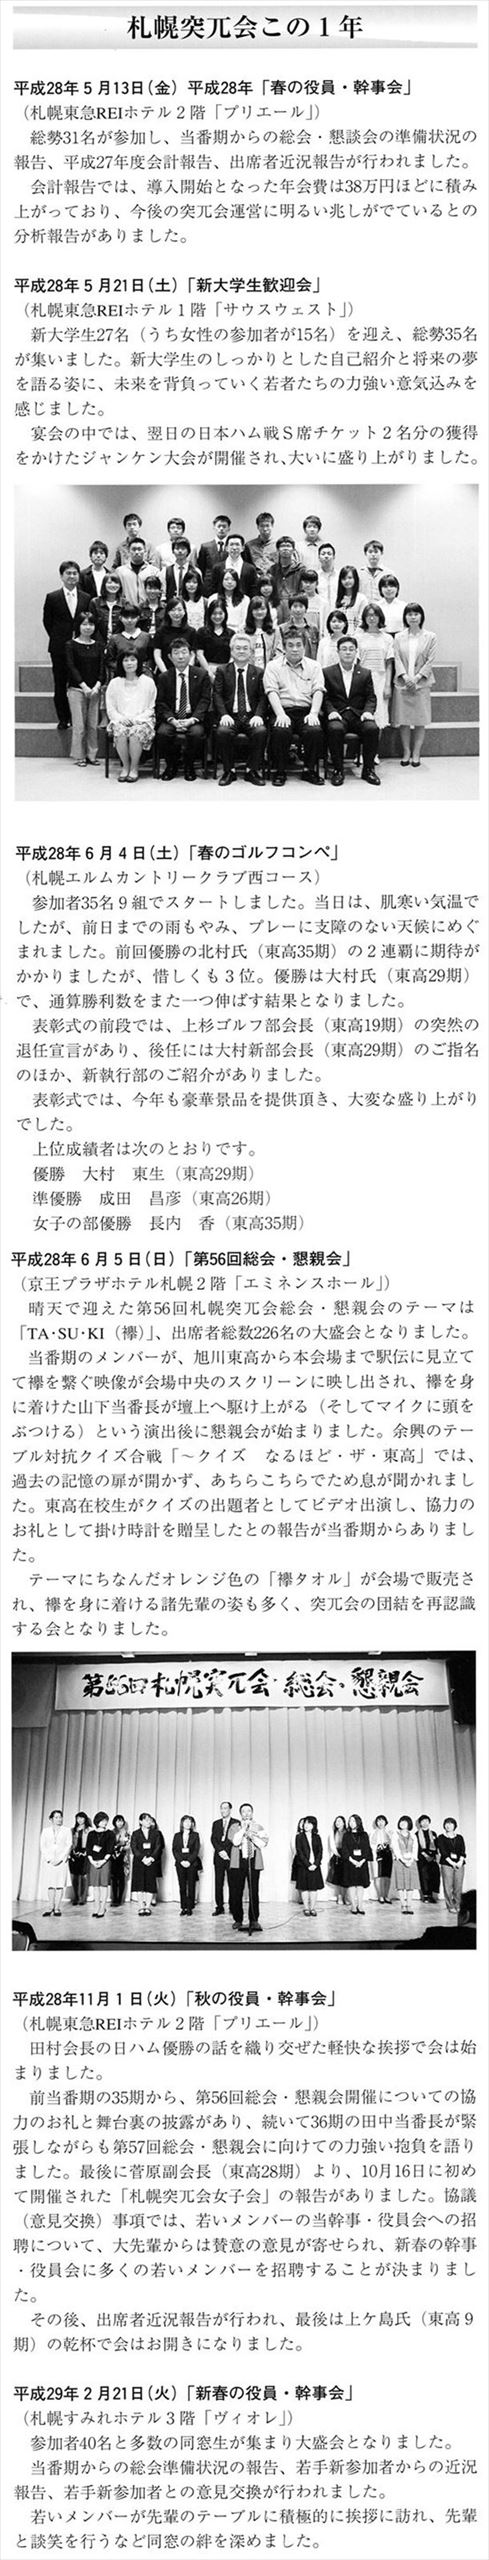 札幌突兀会この１年
平成28年５月13日（金）平成28年「春の役員・幹事会」
（札幌東急REIホテル２階「プリエール」）
　総勢31名が参加し、当番期からの総会・懇談会の準備状況の
報告、平成27年度会計報告、出席者近況報告が行われました。
　会計報告では、導入開始となった年会費は38万円ほどに積み
上がっており、今後の突兀会運営に明るい兆しがでているとの
分析報告がありました。
平成28年５月21日（土）「新大学生歓迎会」
（札幌東急REIホテル１階「サウスウェスト」）
　新大学生27名（うち女性の参加者が15名）を迎え、総勢35名
が集いました。新大学生のしっかりとした自己紹介と将来の夢
を語る姿に、未来を背負っていく若者たちの力強い意気込みを
感じました。
　宴会の中では、翌日の日本ハム戦Ｓ席チケット２名分の獲得
をかけたジャンケン大会が開催され、大いに盛り上がりました。
平成28年６月４日（土）「春のゴルフコンペ」
（札幌エルムカントリークラブ西コース）
　参加者35名９組でスタートしました。当日は、肌寒い気温で
したが、前日までの雨もやみ、プレーに支障のない天候にめぐ
まれました。前回優勝の北村氏（東高35期）の２連覇に期待が
かかりましたが、惜しくも３位。優勝は大村氏（東高29期）
で、通算勝利数をまた一つ伸ばす結果となりました。
　表彰式の前段では、上杉ゴルフ部会長（東高19期）の突然の
退任宣言があり、後任には大村新部会長（東高29期）のご指名
のほか、新執行部のご紹介がありました。
　表彰式では、今年も豪華景品を提供頂き、大変な盛り上がり
でした。
　上位成績者は次のとおりです。
　優勝　大村　東生（東高29期）
　準優勝　成田　昌彦（東高26期）
　女子の部優勝　長内　香（東高35期）
平成28年６月５日（日）「第56回総会・懇親会」
（京王プラザホテル札幌２階「エミネンスホール」）
　晴天で迎えた第56回札幌突兀会総会・懇親会のテーマは
「TA･SU･KI（襷）」、出席者総数226名の大盛会となりました。
　当番期のメンバーが、旭川東高から本会場まで駅伝に見立て
て襷を繋ぐ映像が会場中央のスクリーンに映し出され、襷を身
に着けた山下当番長が壇上へ駆け上がる（そしてマイクに頭を
ぶつける）という演出後に懇親会が始まりました。余興のテー
ブル対抗クイズ合戦「～クイズ　なるほど・ザ・東高」では、
過去の記憶の扉が開かず、あちらこちらでため息が聞かれまし
た。東高在校生がクイズの出題者としてビデオ出演し、協力の
お礼として掛け時計を贈呈したとの報告が当番期からありまし
た。
　テーマにちなんだオレンジ色の「襷タオル」が会場で販売さ
れ、襷を身に着ける諸先輩の姿も多く、突兀会の団結を再認識
する会となりました。
第56回札幌突兀会 総会・懇親会
平成28年11月１日（火）「秋の役員・幹事会」
（札幌東急REIホテル２階「プリエール」）
　田村会長の日ハム優勝の話を織り交ぜた軽快な挨拶で会は始
まりました。
　前当番期の35期から、第56回総会・懇親会開催についての協
力のお礼と舞台裏の披露があり、続いて36期の田中当番長が緊
張しながらも第57回総会・懇親会に向けての力強い抱負を語り
ました。最後に菅原副会長（東高28期）より、10月16日に初め
て開催された「札幌突兀会女子会」の報告がありました。協議
（意見交換）事項では、若いメンバーの当幹事・役員会への招
聘について、大先輩からは賛意の意見が寄せられ、新春の幹事
・役員会に多くの若いメンバーを招聘することが決まりまし
た。
　その後、出席者近況報告が行われ、最後は上ケ島氏（東高９
期）の乾杯で会はお開きになりました。
平成29年２月21日（火）「新春の役員・幹事会」
（札幌すみれホテル３階「ヴィオレ」）
　参加者40名と多数の同窓生が集まり大盛会となりました。
　当番期からの総会準備状況の報告、若手新参加者からの近況
報告、若手新参加者との意見交換が行われました。
　若いメンバーが先輩のテーブルに積極的に挨拶に訪れ、先輩
と談笑を行うなど同窓の絆を深めました。